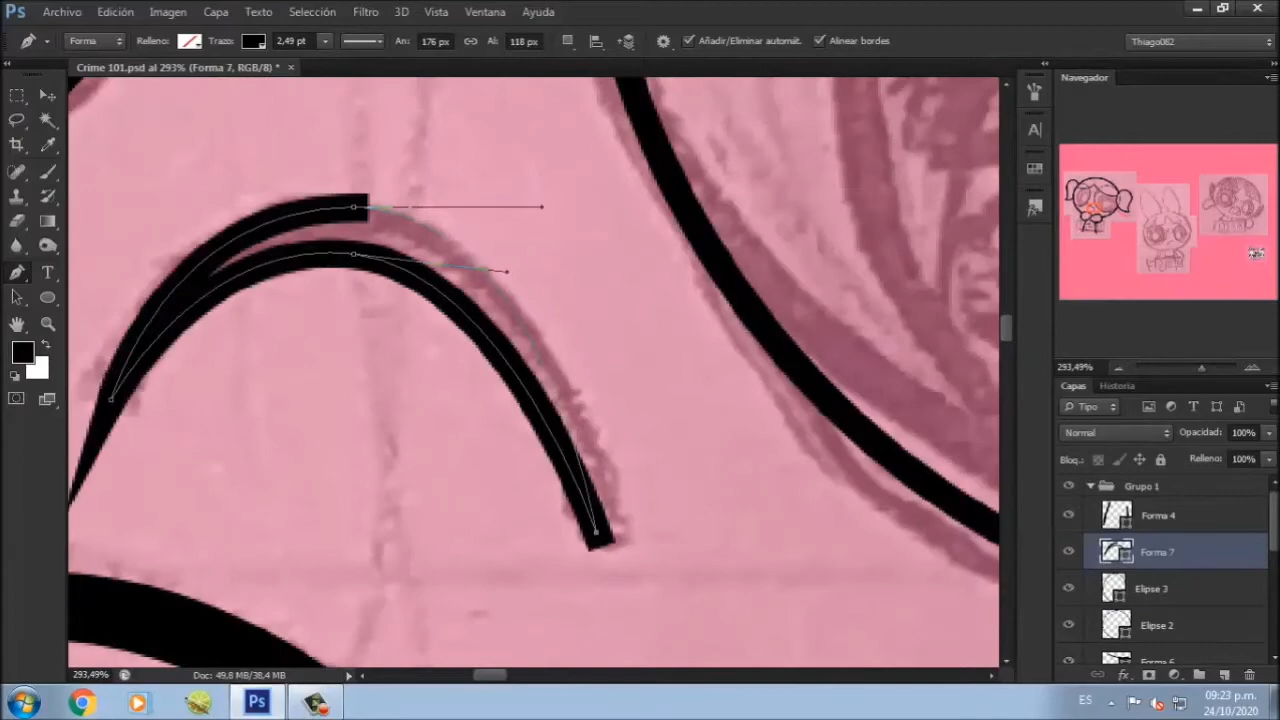 Ps Archivo Edición Imagen Capa Texto Selección Filtro 3D Vista Ventana Ayuda
Forma Relleno: Trazo: 2,49 pt An: 176 px Al: 118 px Añadir/Eliminar automát. Alinear bordes Thiago082
Crime 101.psd al 293% (Forma 7, RGB/8) *
Navegador
293,49%
Capas Historia
Tipo
Normal Opacidad: 100%
Bloq.: Relleno: 100%
Grupo 1
Forma 4
Forma 7
Elipse 3
Elipse 2
Forma 6
293,49% Doc: 49,8 MB/38,4 MB
Ps ES 09:23 p.m.
24/10/2020